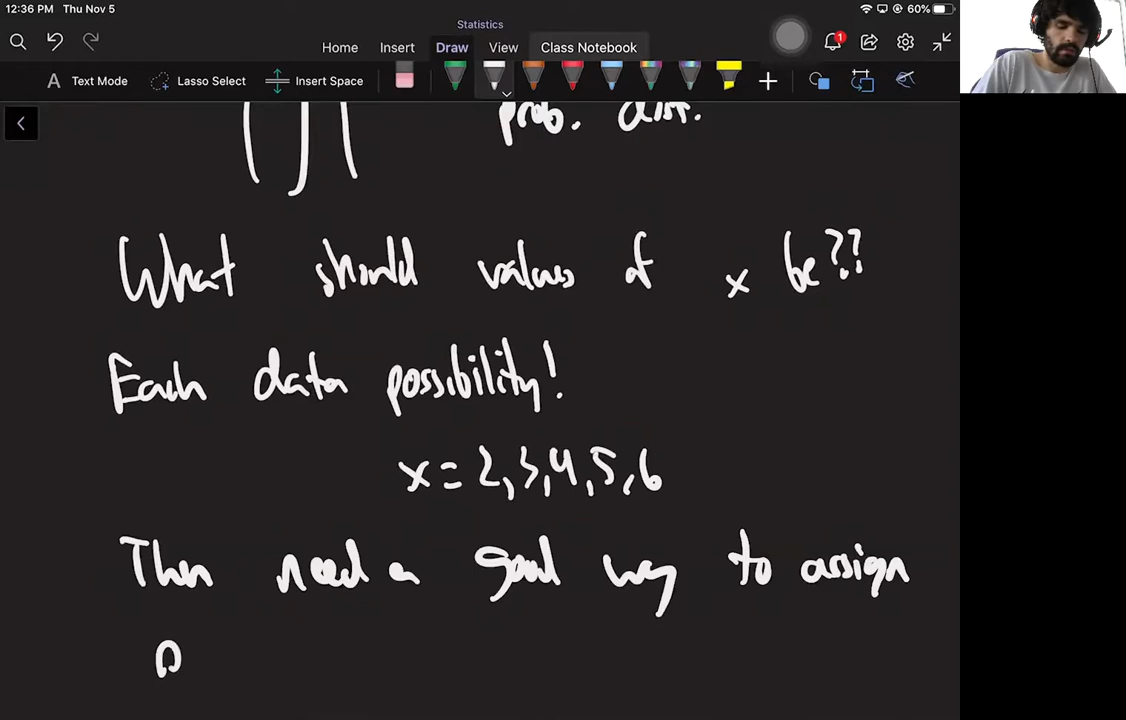 12:36 PM Thu Nov 5
60%
Statistics
Home Insert Draw View Class Notebook
1
Text Mode Lasso Select Insert Space
prob. dist.
What should values of x be??
Each data possibility!
x = 2,3,4,5,6
Then need a good way to assign
p